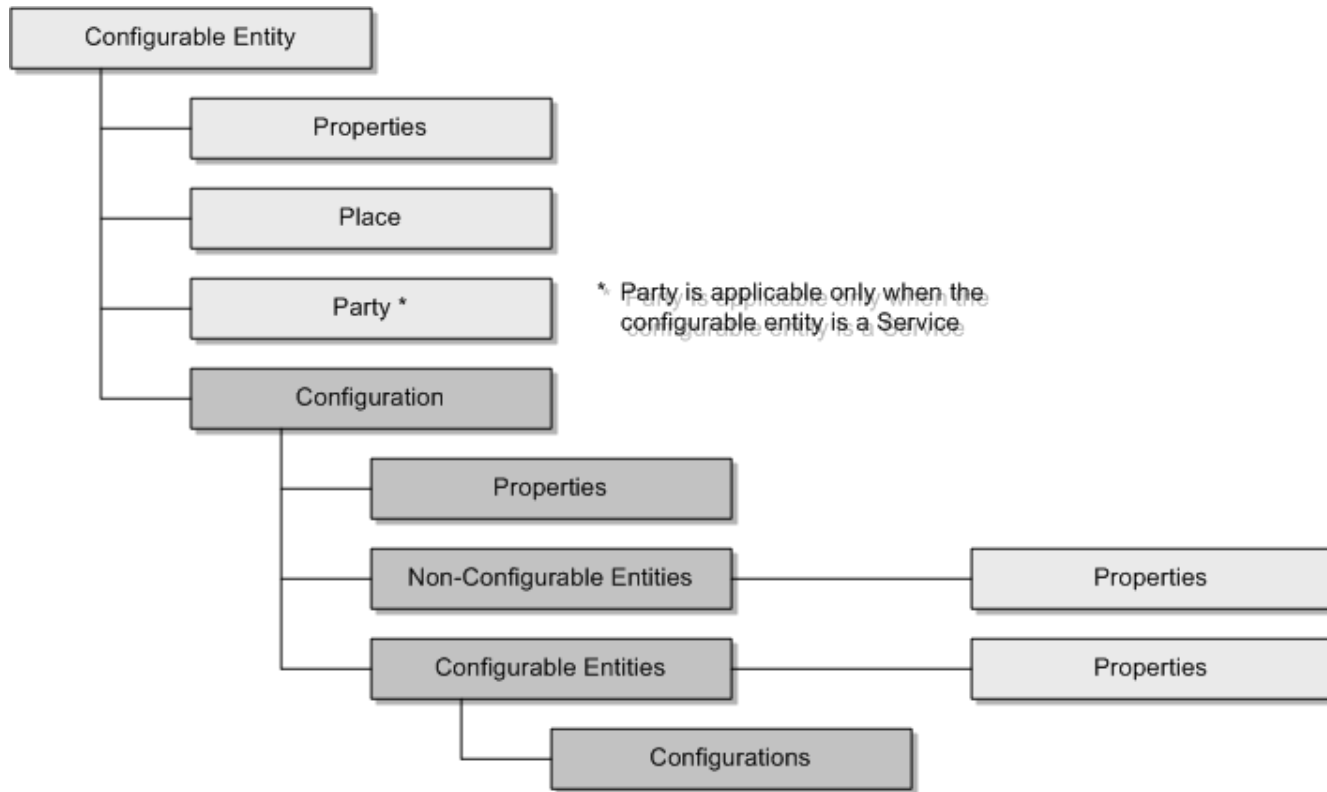 Configurable Entity
Properties
Place
Party *
* Party is applicable only when the
configurable entity is a Service
Configuration
Properties
Non-Configurable Entities
Properties
Configurable Entities
Properties
Configurations